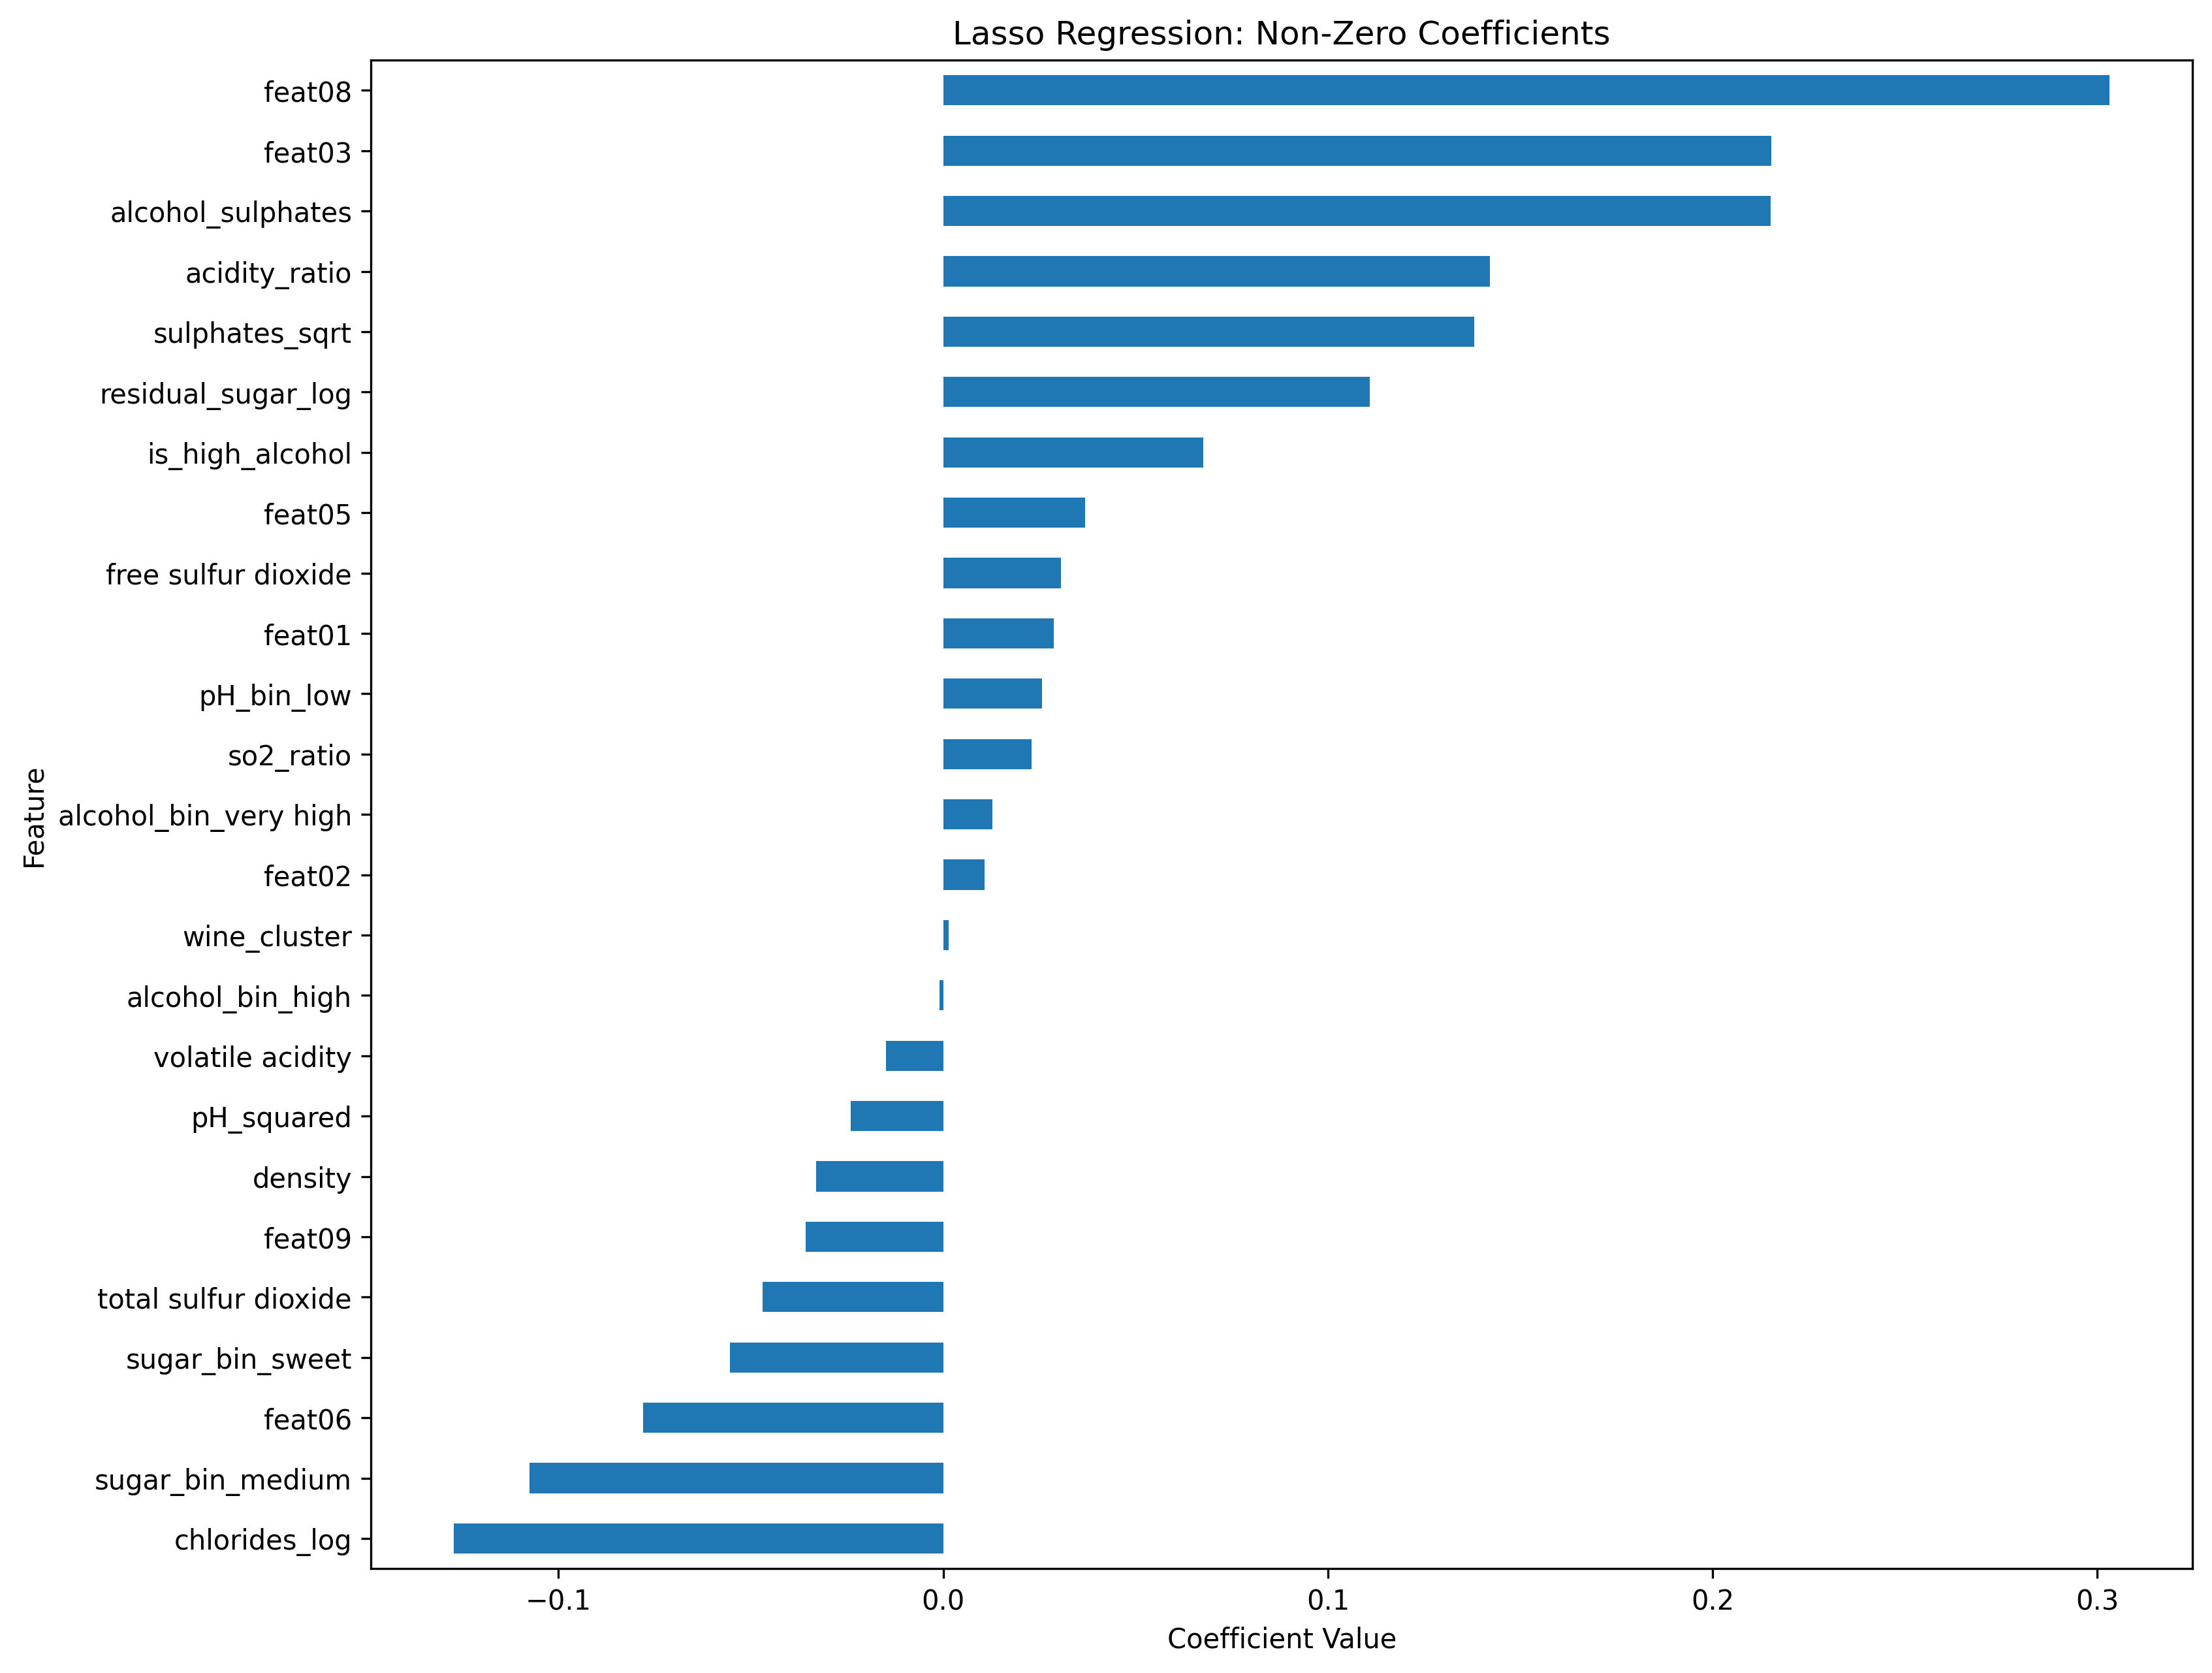 Lasso Regression: Non-Zero Coefficients
feat08
feat03
alcohol_sulphates
acidity_ratio
sulphates_sqrt
residual_sugar_log
is_high_alcohol
feat05
free sulfur dioxide
feat01
pH_bin_low
so2_ratio
alcohol_bin_very high
feat02
wine_cluster
alcohol_bin_high
volatile acidity
pH_squared
density
feat09
total sulfur dioxide
sugar_bin_sweet
feat06
sugar_bin_medium
chlorides_log
Feature
−0.1 0.0 0.1 0.2 0.3
Coefficient Value